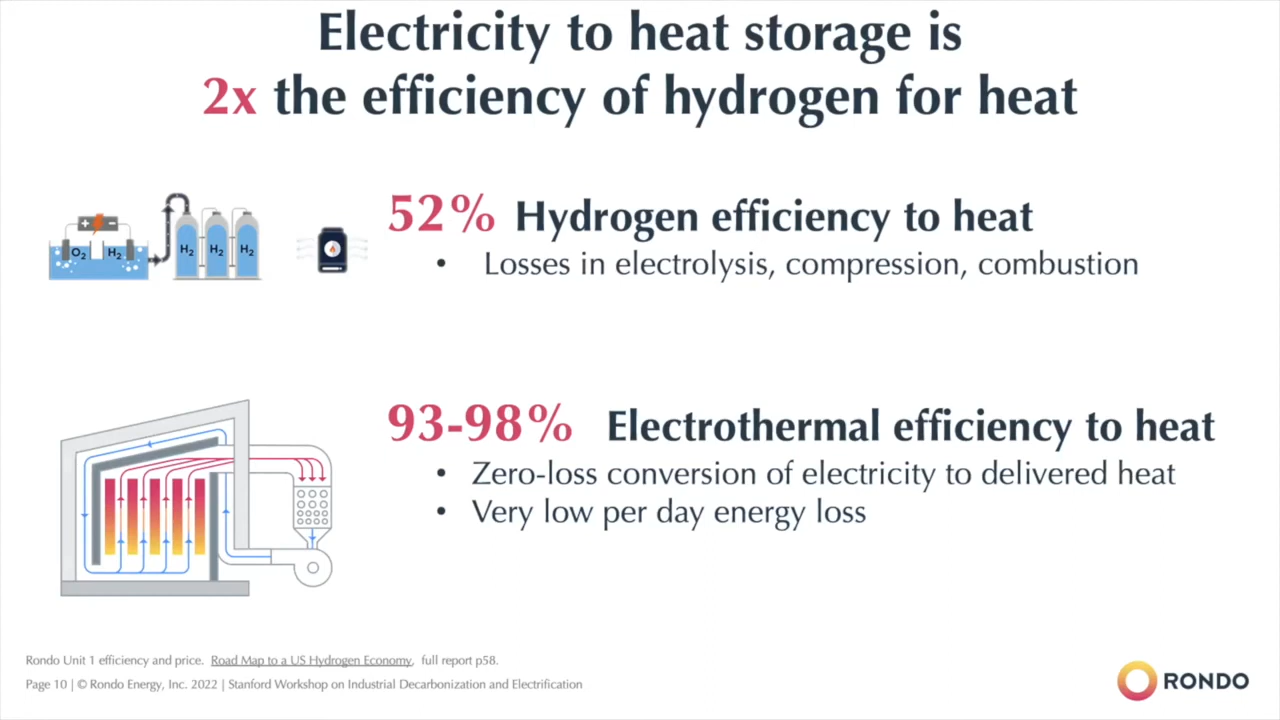 Electricity to heat storage is
2x the efficiency of hydrogen for heat
+ -
O₂ H₂
H₂ H₂ H₂
52% Hydrogen efficiency to heat
• Losses in electrolysis, compression, combustion
93-98% Electrothermal efficiency to heat
• Zero-loss conversion of electricity to delivered heat
• Very low per day energy loss
Rondo Unit 1 efficiency and price. Road Map to a US Hydrogen Economy, full report p58.
Page 10 | © Rondo Energy, Inc. 2022 | Stanford Workshop on Industrial Decarbonization and Electrification
RONDO